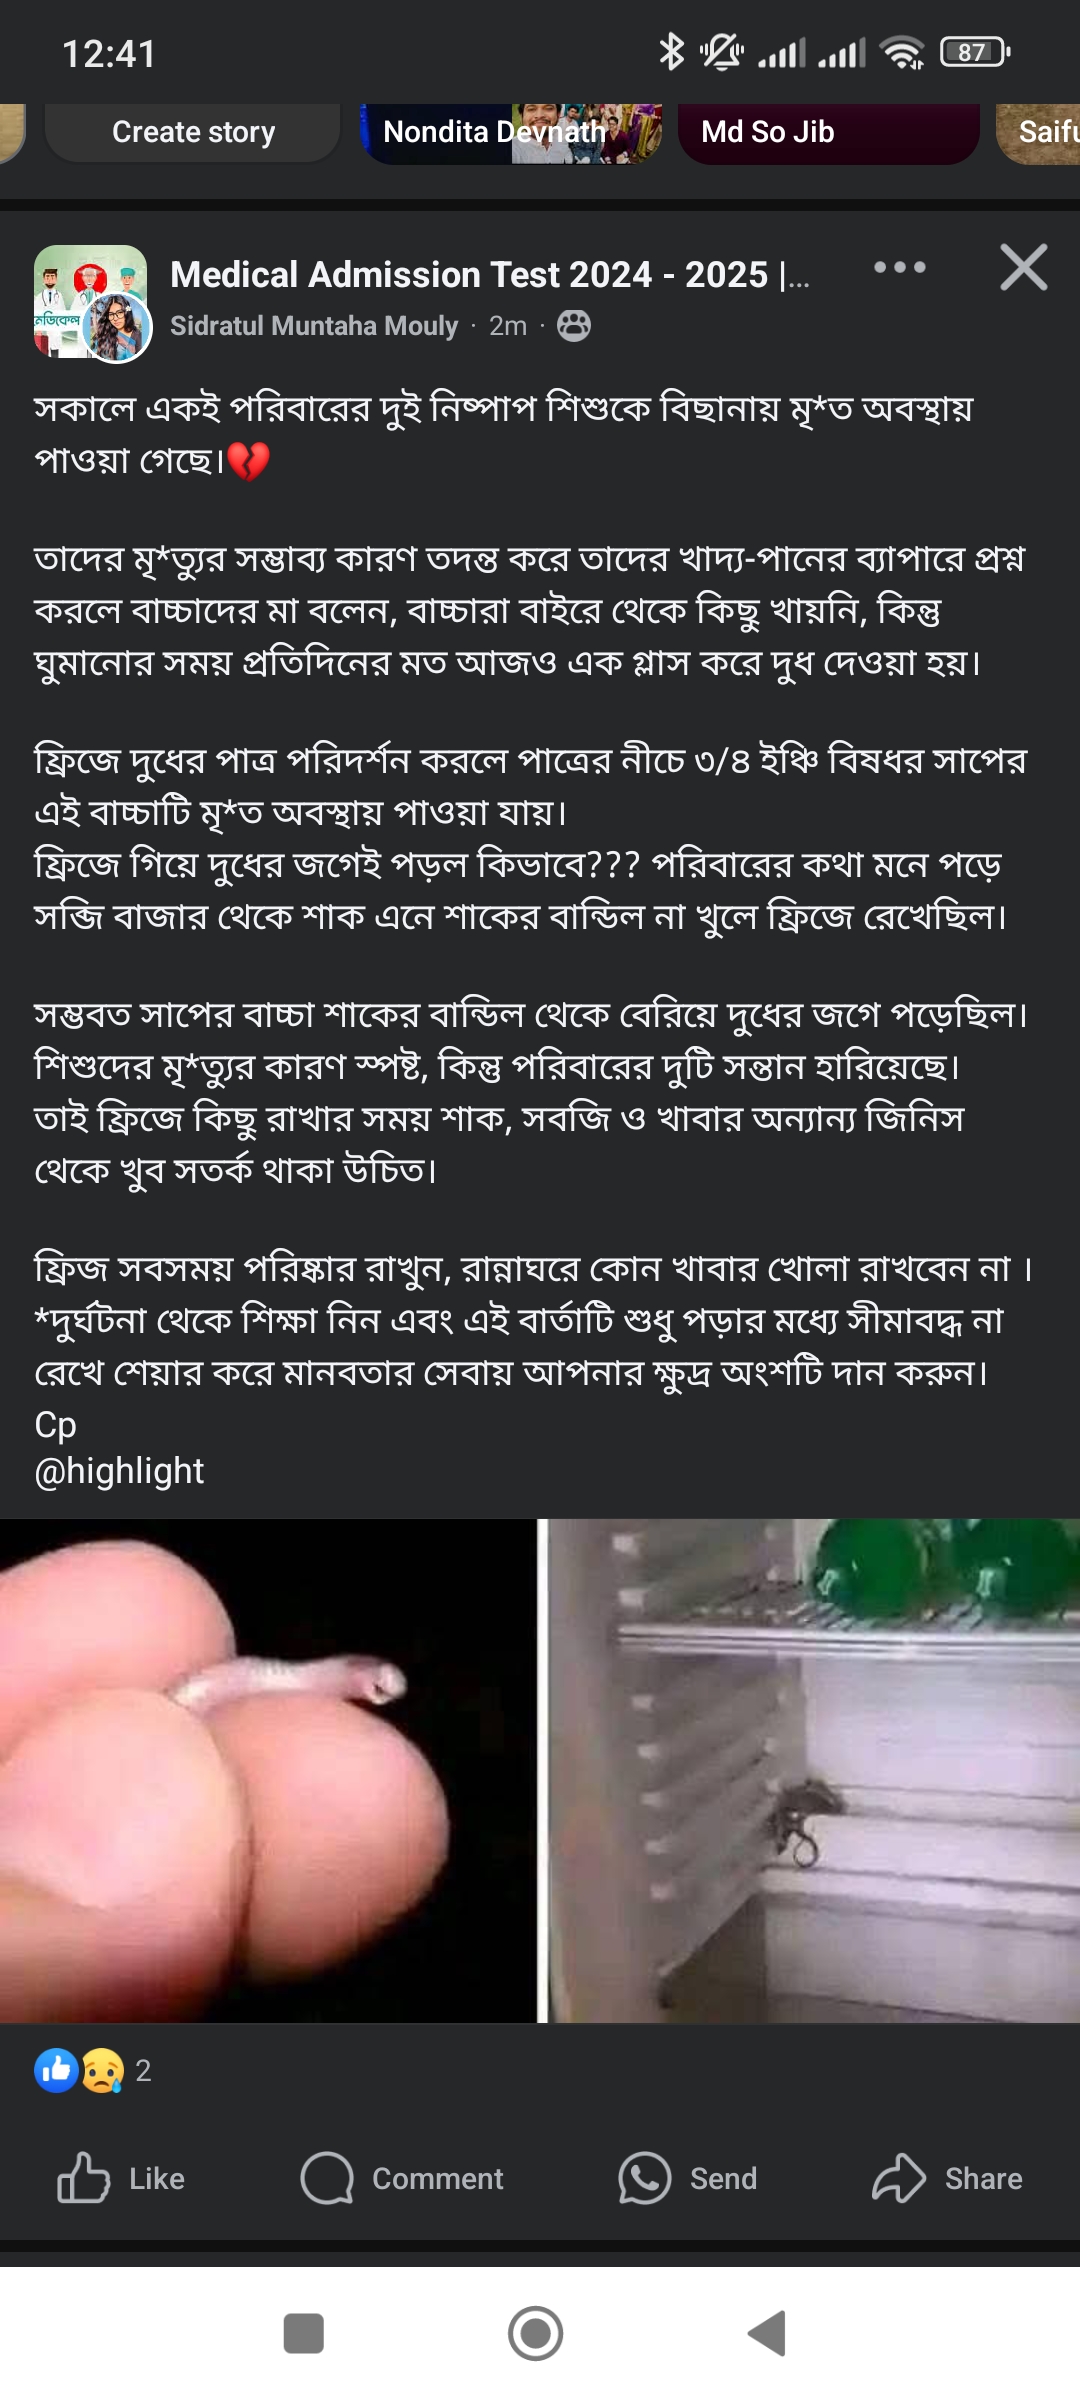 12:41
87
Create story
Nondita Devnath
Md So Jib
Saifu
Medical Admission Test 2024 - 2025 |...
Sidratul Muntaha Mouly · 2m ·
মেডিকেল
সকালে একই পরিবারের দুই নিষ্পাপ শিশুকে বিছানায় মৃ*ত অবস্থায়
পাওয়া গেছে।💔
তাদের মৃ*ত্যুর সম্ভাব্য কারণ তদন্ত করে তাদের খাদ্য-পানের ব্যাপারে প্রশ্ন
করলে বাচ্চাদের মা বলেন, বাচ্চারা বাইরে থেকে কিছু খায়নি, কিন্তু
ঘুমানোর সময় প্রতিদিনের মত আজও এক গ্লাস করে দুধ দেওয়া হয়।
ফ্রিজে দুধের পাত্র পরিদর্শন করলে পাত্রের নীচে ৩/৪ ইঞ্চি বিষধর সাপের
এই বাচ্চাটি মৃ*ত অবস্থায় পাওয়া যায়।
ফ্রিজে গিয়ে দুধের জগেই পড়ল কিভাবে??? পরিবারের কথা মনে পড়ে
সব্জি বাজার থেকে শাক এনে শাকের বান্ডিল না খুলে ফ্রিজে রেখেছিল।
সম্ভবত সাপের বাচ্চা শাকের বান্ডিল থেকে বেরিয়ে দুধের জগে পড়েছিল।
শিশুদের মৃ*ত্যুর কারণ স্পষ্ট, কিন্তু পরিবারের দুটি সন্তান হারিয়েছে।
তাই ফ্রিজে কিছু রাখার সময় শাক, সবজি ও খাবার অন্যান্য জিনিস
থেকে খুব সতর্ক থাকা উচিত।
ফ্রিজ সবসময় পরিষ্কার রাখুন, রান্নাঘরে কোন খাবার খোলা রাখবেন না ।
*দুর্ঘটনা থেকে শিক্ষা নিন এবং এই বার্তাটি শুধু পড়ার মধ্যে সীমাবদ্ধ না
রেখে শেয়ার করে মানবতার সেবায় আপনার ক্ষুদ্র অংশটি দান করুন।
Cp
@highlight
2
Like
Comment
Send
Share